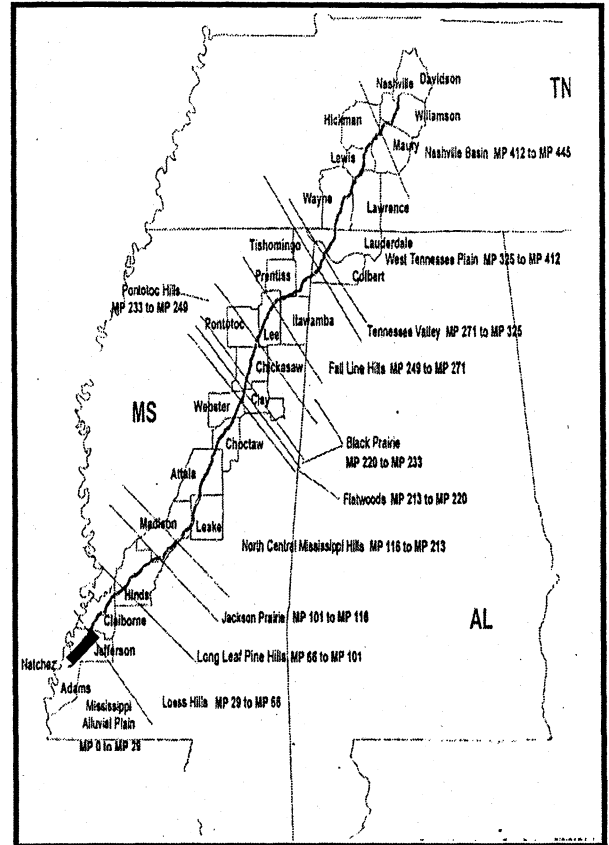 Nashville
Davidson
TN
Hickman
Williamson
Maury
Nashville Basin MP 412 to MP 445
Lewis
Wayne
Lawrence
Lauderdale
Tishomingo
West Tennessee Plain MP 325 to MP 412
Colbert
Prentiss
Pontotoc Hills
MP 233 to MP 249
Itawamba
Pontotoc
Lee
Tennessee Valley MP 271 to MP 325
Chickasaw
Fall Line Hills MP 249 to MP 271
MS
Webster
Clay
Choctaw
Black Prairie
MP 220 to MP 233
Attala
Flatwoods MP 213 to MP 220
Madison
Leake
North Central Mississippi Hills MP 116 to MP 213
Hinds
Jackson Prairie MP 101 to MP 116
AL
Claiborne
Jefferson
Long Leaf Pine Hills MP 66 to MP 101
Natchez
Adams
Loess Hills MP 29 to MP 66
Mississippi
Alluvial Plain
MP 0 to MP 29